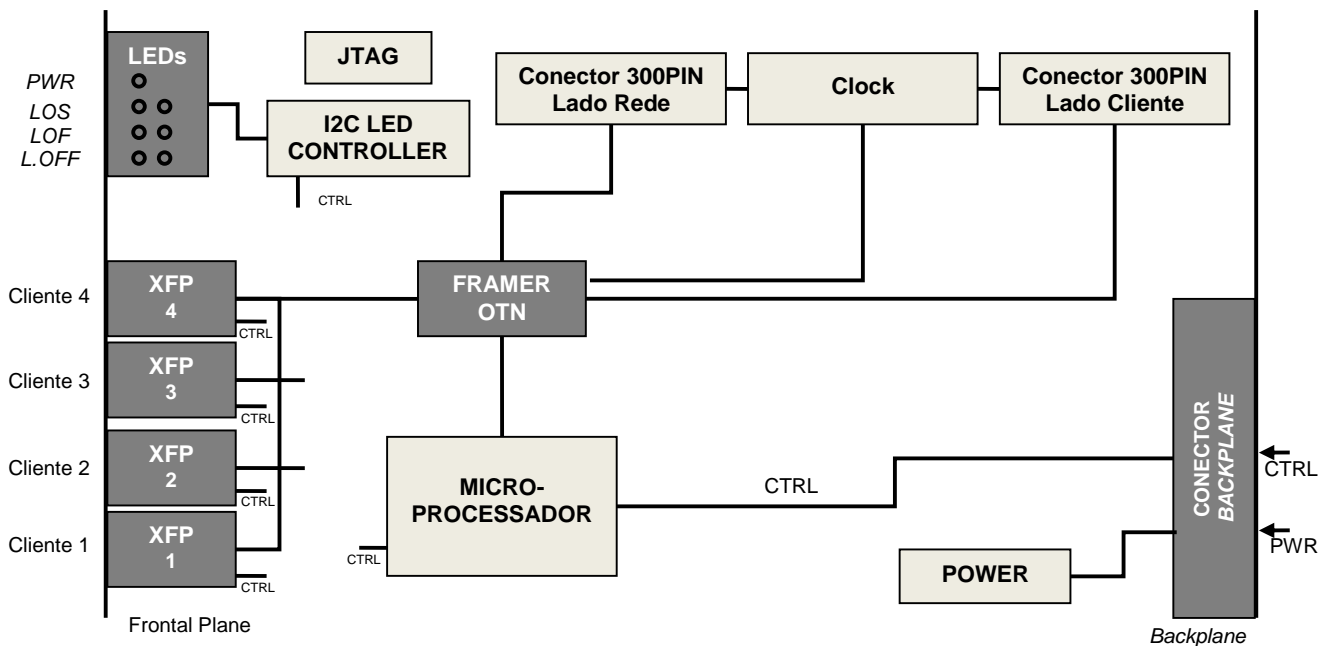 LEDs
PWR
LOS
LOF
L.OFF
JTAG
I2C LED
CONTROLLER
CTRL
Conector 300PIN
Lado Rede
Clock
Conector 300PIN
Lado Cliente
Cliente 4
XFP
4
CTRL
FRAMER
OTN
Cliente 3
XFP
3
CTRL
Cliente 2
XFP
2
CTRL
Cliente 1
XFP
1
CTRL
MICRO-
PROCESSADOR
CTRL
CTRL
POWER
CONECTOR
BACKPLANE
CTRL
PWR
Frontal Plane
Backplane